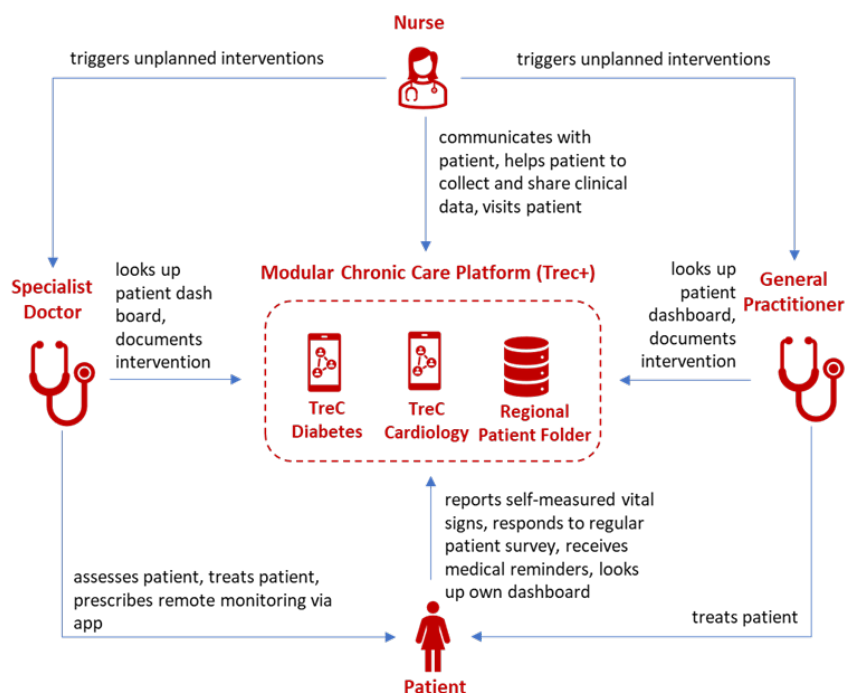 Nurse
triggers unplanned interventions
triggers unplanned interventions
communicates with
patient, helps patient to
collect and share clinical
data, visits patient
Specialist
Doctor
looks up
patient dash
board,
documents
intervention
Modular Chronic Care Platform (Trec+)
TreC
Diabetes
TreC
Cardiology
Regional
Patient Folder
looks up
patient
dashboard,
documents
intervention
General
Practitioner
reports self-measured vital
signs, responds to regular
patient survey, receives
medical reminders, looks
up own dashboard
assesses patient, treats patient,
prescribes remote monitoring via
app
treats patient
Patient